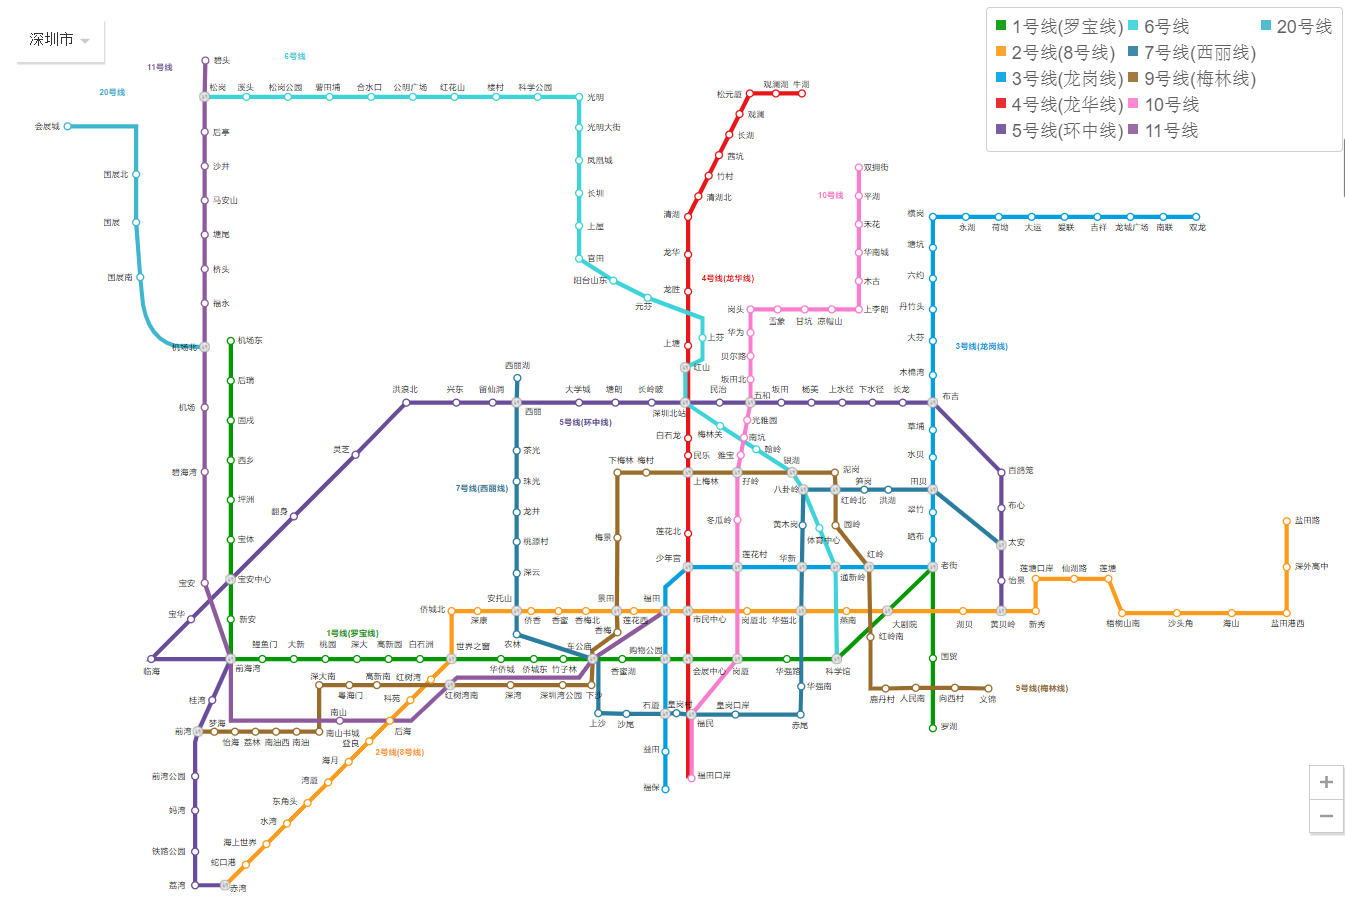 深圳市
1号线(罗宝线)
6号线
20号线
2号线(8号线)
7号线(西丽线)
3号线(龙岗线)
9号线(梅林线)
4号线(龙华线)
10号线
5号线(环中线)
11号线
11号线
碧头
6号线
20号线
松岗
溪头
松岗公园
薯田埔
合水口
公明广场
红花山
楼村
科学公园
光明
松元厦
观澜湖
牛湖
观澜
会展城
后亭
光明大街
长湖
沙井
凤凰城
茜坑
双拥街
国展北
竹村
马安山
长圳
清湖北
10号线
平湖
国展
塘尾
上屋
清湖
禾花
横岗
永湖
荷坳
大运
爱联
吉祥
龙城广场
南联
双龙
塘坑
桥头
官田
龙华
华南城
国展南
阳台山东
4号线(龙华线)
木古
六约
福永
元芬
龙胜
岗头
雪象
甘坑
凉帽山
上李朗
丹竹头
机场北
机场东
上塘
上芬
华为
大芬
3号线(龙岗线)
贝尔路
红山
坂田北
木棉湾
后瑞
西丽湖
洪浪北
兴东
留仙洞
西丽
大学城
塘朗
长岭陂
深圳北站
民治
五和
坂田
杨美
上水径
下水径
长龙
布吉
机场
固戌
5号线(环中线)
光雅园
草埔
灵芝
茶光
白石龙
梅林关
南坑
翰岭
西乡
下梅林
梅村
民乐
雅宝
银湖
泥岗
水贝
碧海湾
上梅林
孖岭
百鸽笼
坪洲
7号线(西丽线)
珠光
八卦岭
红岭北
笋岗
洪湖
田贝
翻身
龙井
冬瓜岭
黄木岗
园岭
翠竹
布心
盐田路
宝体
梅景
桃源村
莲花北
体育中心
晒布
太安
宝安
宝安中心
深云
少年宫
莲花村
华新
通新岭
红岭
老街
怡景
莲塘口岸
仙湖路
莲塘
深外高中
宝华
新安
侨城北
深康
安托山
侨香
香蜜
香梅北
景田
莲花西
福田
市民中心
岗厦北
华强北
燕南
大剧院
湖贝
黄贝岭
新秀
梧桐山南
沙头角
海山
盐田港西
1号线(罗宝线)
香梅
农林
红岭南
临海
前海湾
鲤鱼门
大新
桃园
深大
高新园
白石洲
世界之窗
华侨城
侨城东
竹子林
车公庙
香蜜湖
购物公园
会展中心
岗厦
华强路
科学馆
国贸
桂湾
深大南
粤海门
高新南
红树湾
科苑
红树湾南
深湾
深圳湾公园
下沙
华强南
鹿丹村
人民南
向西村
文锦
9号线(梅林线)
前湾
梦海
怡海
荔林
南油西
南油
南山书城
南山
后海
登良
上沙
沙尾
石厦
皇岗村
福民
皇岗口岸
赤尾
罗湖
2号线(8号线)
海月
益田
前湾公园
湾厦
福田口岸
福保
东角头
妈湾
水湾
海上世界
铁路公园
蛇口港
荔湾
赤湾